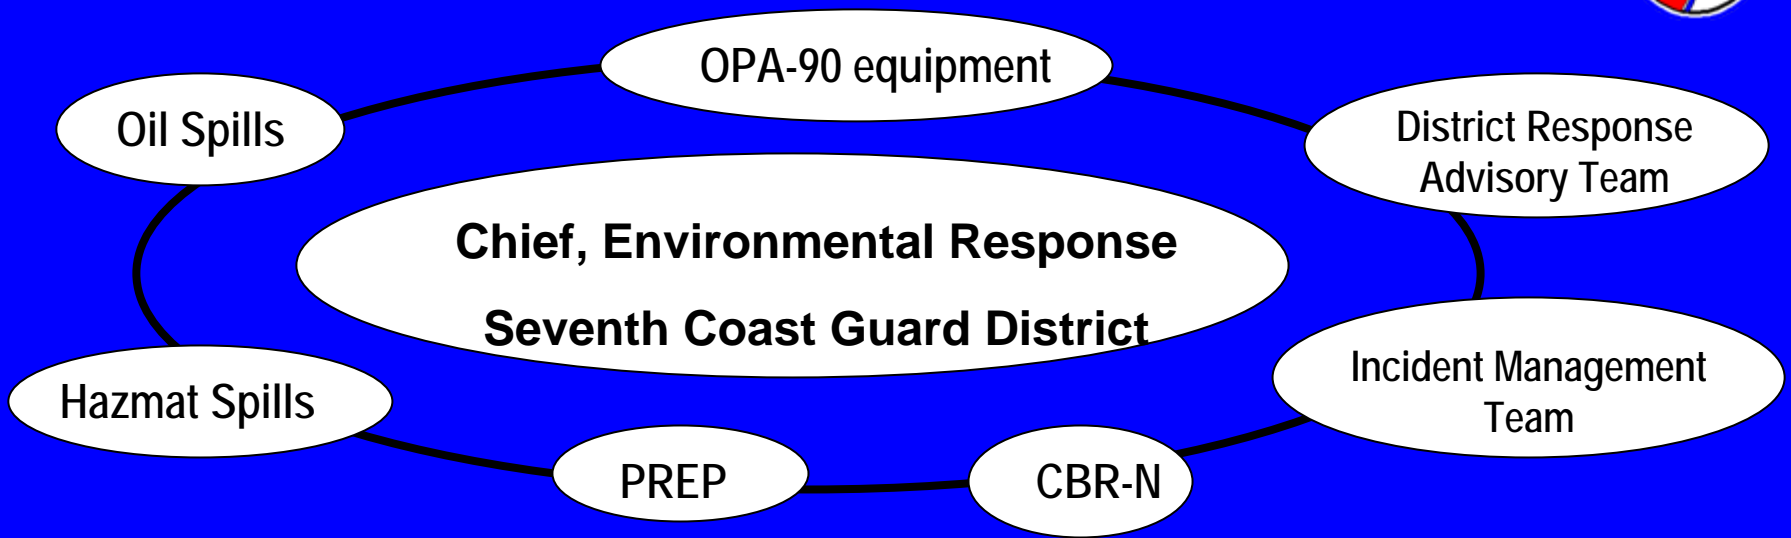 OPA-90 equipment
Oil Spills
District Response
Advisory Team
Chief, Environmental Response
Seventh Coast Guard District
Incident Management
Team
Hazmat Spills
PREP
CBR-N